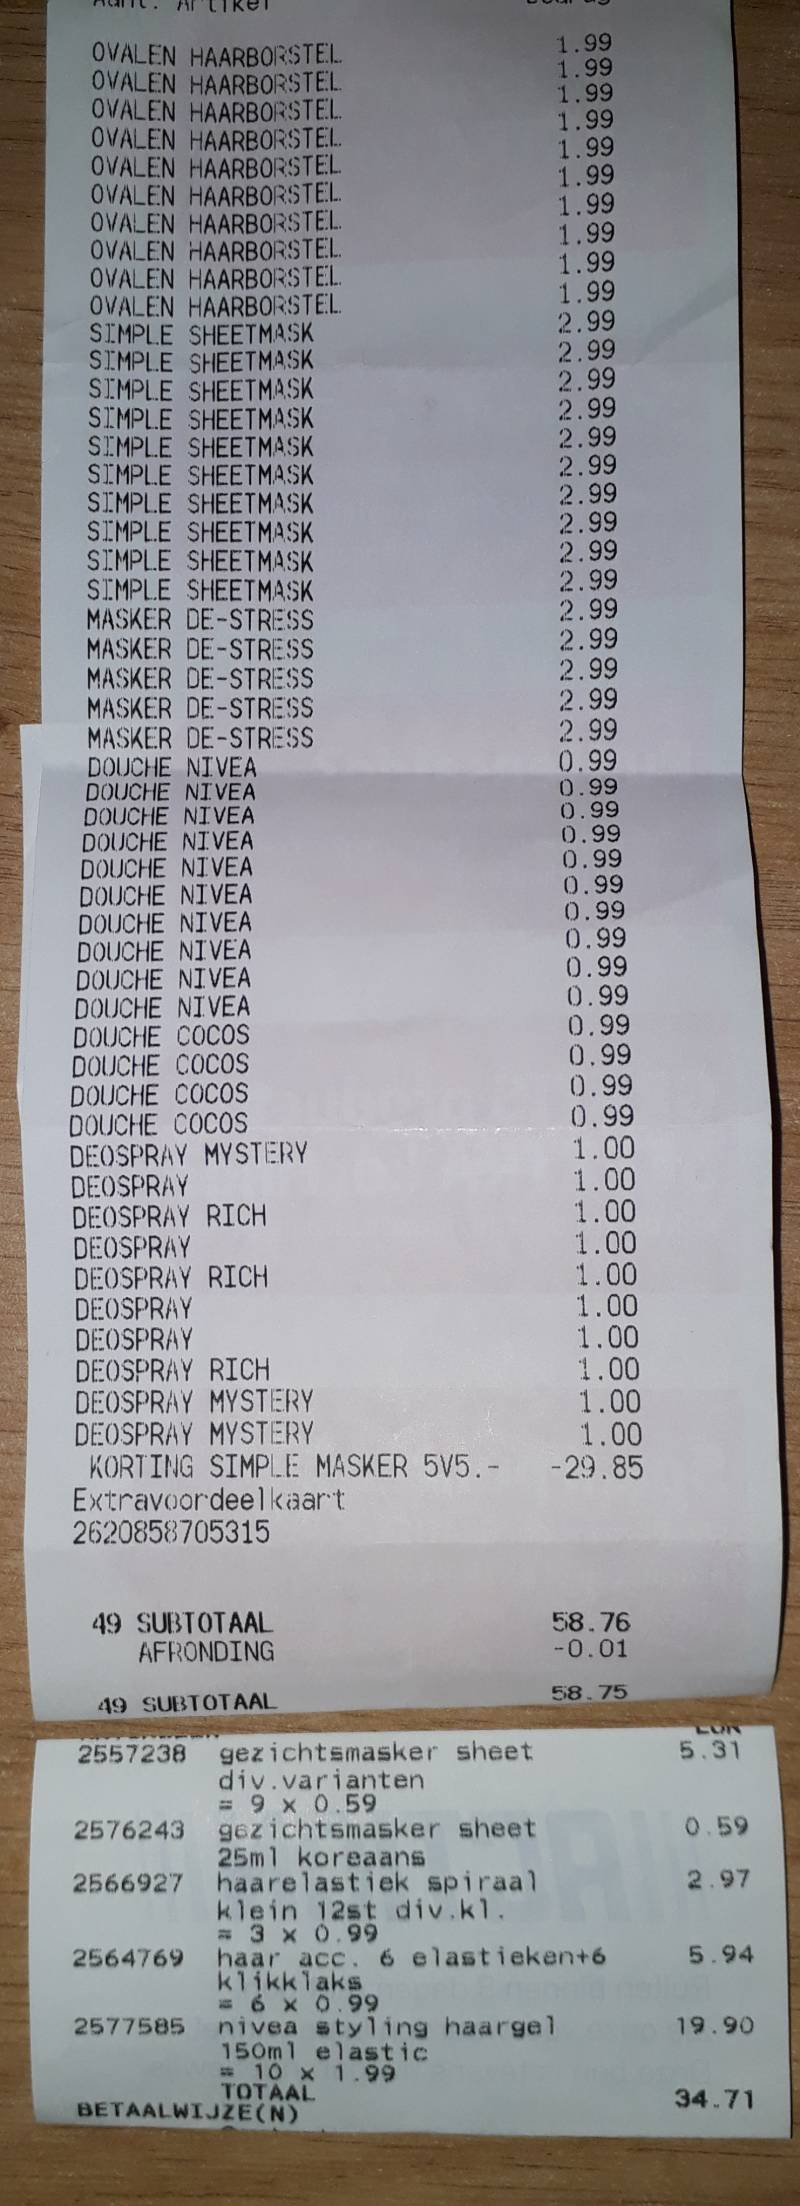 Aant. Artikel Bedrag
OVALEN HAARBORSTEL 1.99
OVALEN HAARBORSTEL 1.99
OVALEN HAARBORSTEL 1.99
OVALEN HAARBORSTEL 1.99
OVALEN HAARBORSTEL 1.99
OVALEN HAARBORSTEL 1.99
OVALEN HAARBORSTEL 1.99
OVALEN HAARBORSTEL 1.99
OVALEN HAARBORSTEL 1.99
OVALEN HAARBORSTEL 1.99
SIMPLE SHEETMASK 2.99
SIMPLE SHEETMASK 2.99
SIMPLE SHEETMASK 2.99
SIMPLE SHEETMASK 2.99
SIMPLE SHEETMASK 2.99
SIMPLE SHEETMASK 2.99
SIMPLE SHEETMASK 2.99
SIMPLE SHEETMASK 2.99
SIMPLE SHEETMASK 2.99
SIMPLE SHEETMASK 2.99
MASKER DE-STRESS 2.99
MASKER DE-STRESS 2.99
MASKER DE-STRESS 2.99
MASKER DE-STRESS 2.99
MASKER DE-STRESS 2.99
DOUCHE NIVEA 0.99
DOUCHE NIVEA 0.99
DOUCHE NIVEA 0.99
DOUCHE NIVEA 0.99
DOUCHE NIVEA 0.99
DOUCHE NIVEA 0.99
DOUCHE NIVEA 0.99
DOUCHE NIVEA 0.99
DOUCHE NIVEA 0.99
DOUCHE NIVEA 0.99
DOUCHE COCOS 0.99
DOUCHE COCOS 0.99
DOUCHE COCOS 0.99
DOUCHE COCOS 0.99
DEOSPRAY MYSTERY 1.00
DEOSPRAY 1.00
DEOSPRAY RICH 1.00
DEOSPRAY 1.00
DEOSPRAY RICH 1.00
DEOSPRAY 1.00
DEOSPRAY 1.00
DEOSPRAY RICH 1.00
DEOSPRAY MYSTERY 1.00
DEOSPRAY MYSTERY 1.00
KORTING SIMPLE MASKER 5V5.- -29.85
Extravoordeelkaart
2620858705315
49 SUBTOTAAL 58.76
AFRONDING -0.01
49 SUBTOTAAL 58.75
EUR
2557238 gezichtsmasker sheet 5.31
div.varianten
= 9 x 0.59
2576243 gezichtsmasker sheet 0.59
25ml koreaans
2566927 haarelastiek spiraal 2.97
klein 12st div.kl.
= 3 x 0.99
2564769 haar acc. 6 elastieken+6 5.94
klikklaks
= 6 x 0.99
2577585 nivea styling haargel 19.90
150ml elastic
= 10 x 1.99
TOTAAL 34.71
BETAALWIJZE(N)